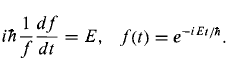 iħ 1/f df/dt = E, f(t) = e^{-iEt/ħ}.